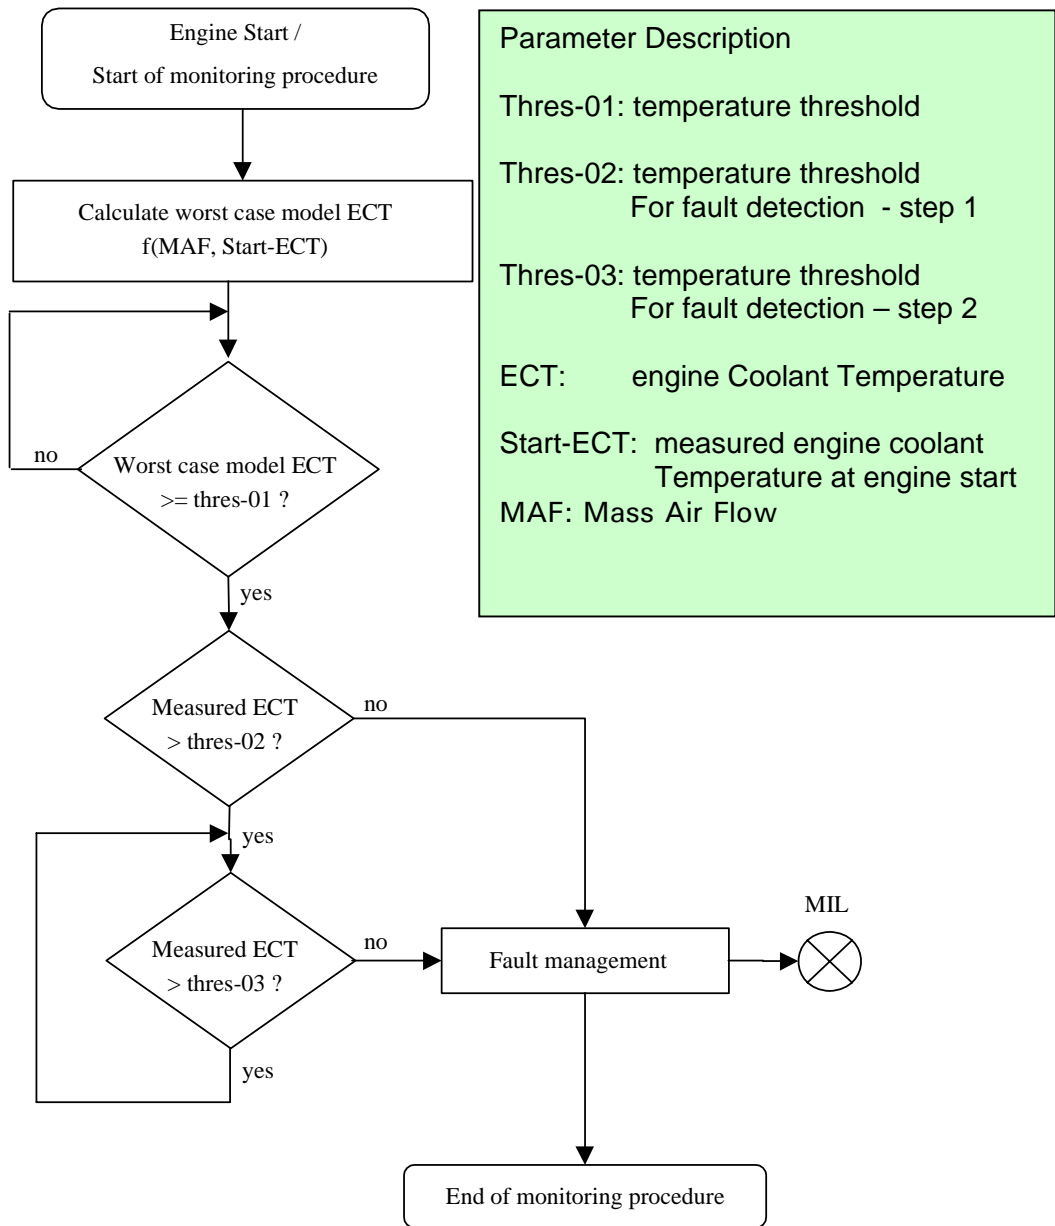 Engine Start /
Start of monitoring procedure
Calculate worst case model ECT
f(MAF, Start-ECT)
no
Worst case model ECT
>= thres-01 ?
yes
Measured ECT
> thres-02 ?
no
yes
Measured ECT
> thres-03 ?
no
yes
Fault management
MIL
End of monitoring procedure
Parameter Description
Thres-01: temperature threshold
Thres-02: temperature threshold
For fault detection - step 1
Thres-03: temperature threshold
For fault detection – step 2
ECT: engine Coolant Temperature
Start-ECT: measured engine coolant
Temperature at engine start
MAF: Mass Air Flow